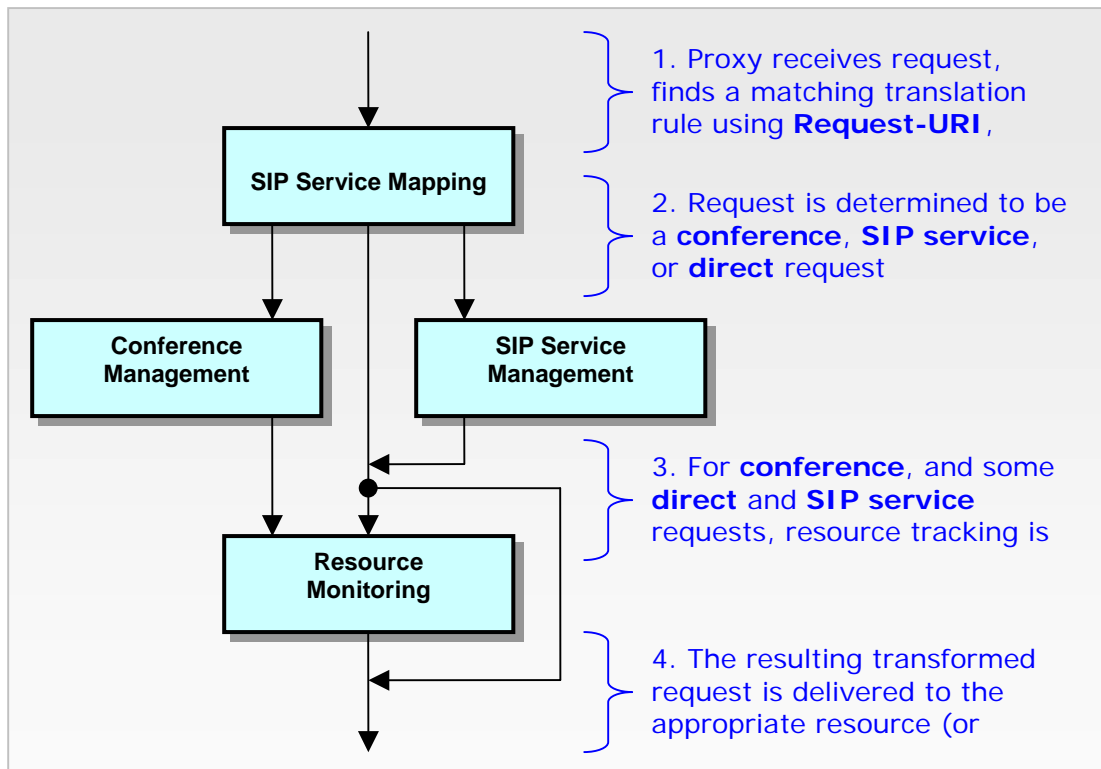 1. Proxy receives request,
finds a matching translation
rule using Request-URI,
SIP Service Mapping
2. Request is determined to be
a conference, SIP service,
or direct request
Conference
Management
SIP Service
Management
3. For conference, and some
direct and SIP service
requests, resource tracking is
Resource
Monitoring
4. The resulting transformed
request is delivered to the
appropriate resource (or